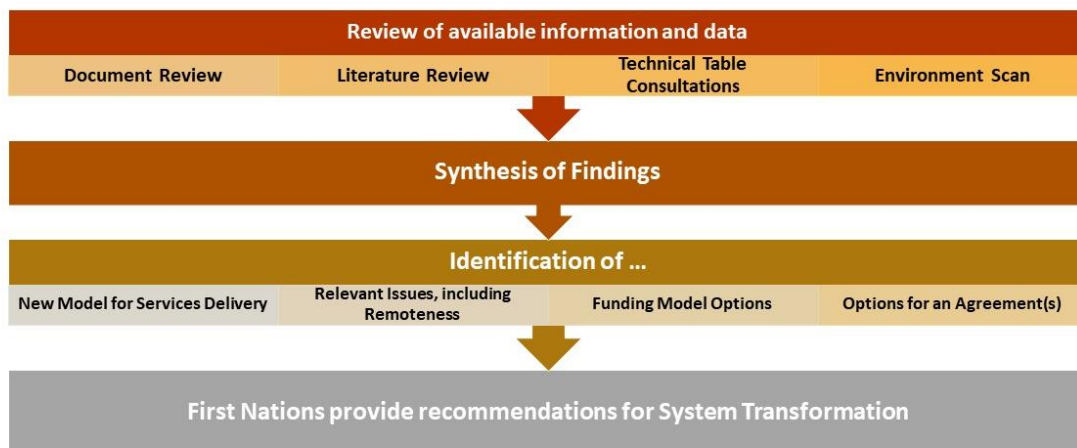 Review of available information and data
Document Review
Literature Review
Technical Table
Consultations
Environment Scan
Synthesis of Findings
Identification of ...
New Model for Services Delivery
Relevant Issues, including
Remoteness
Funding Model Options
Options for an Agreement(s)
First Nations provide recommendations for System Transformation